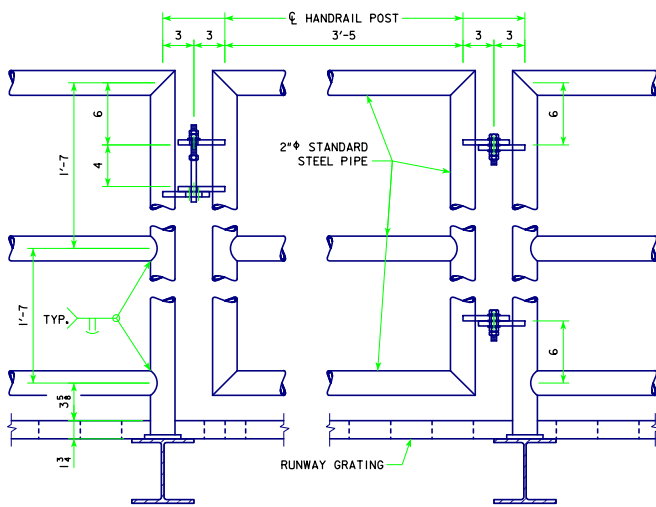 ℄ HANDRAIL POST
3 3 3'-5 3 3
6
1'-7
4
2"ϕ STANDARD
STEEL PIPE
6
TYP.
1'-7
6
3 5/8
1 3/4
RUNWAY GRATING